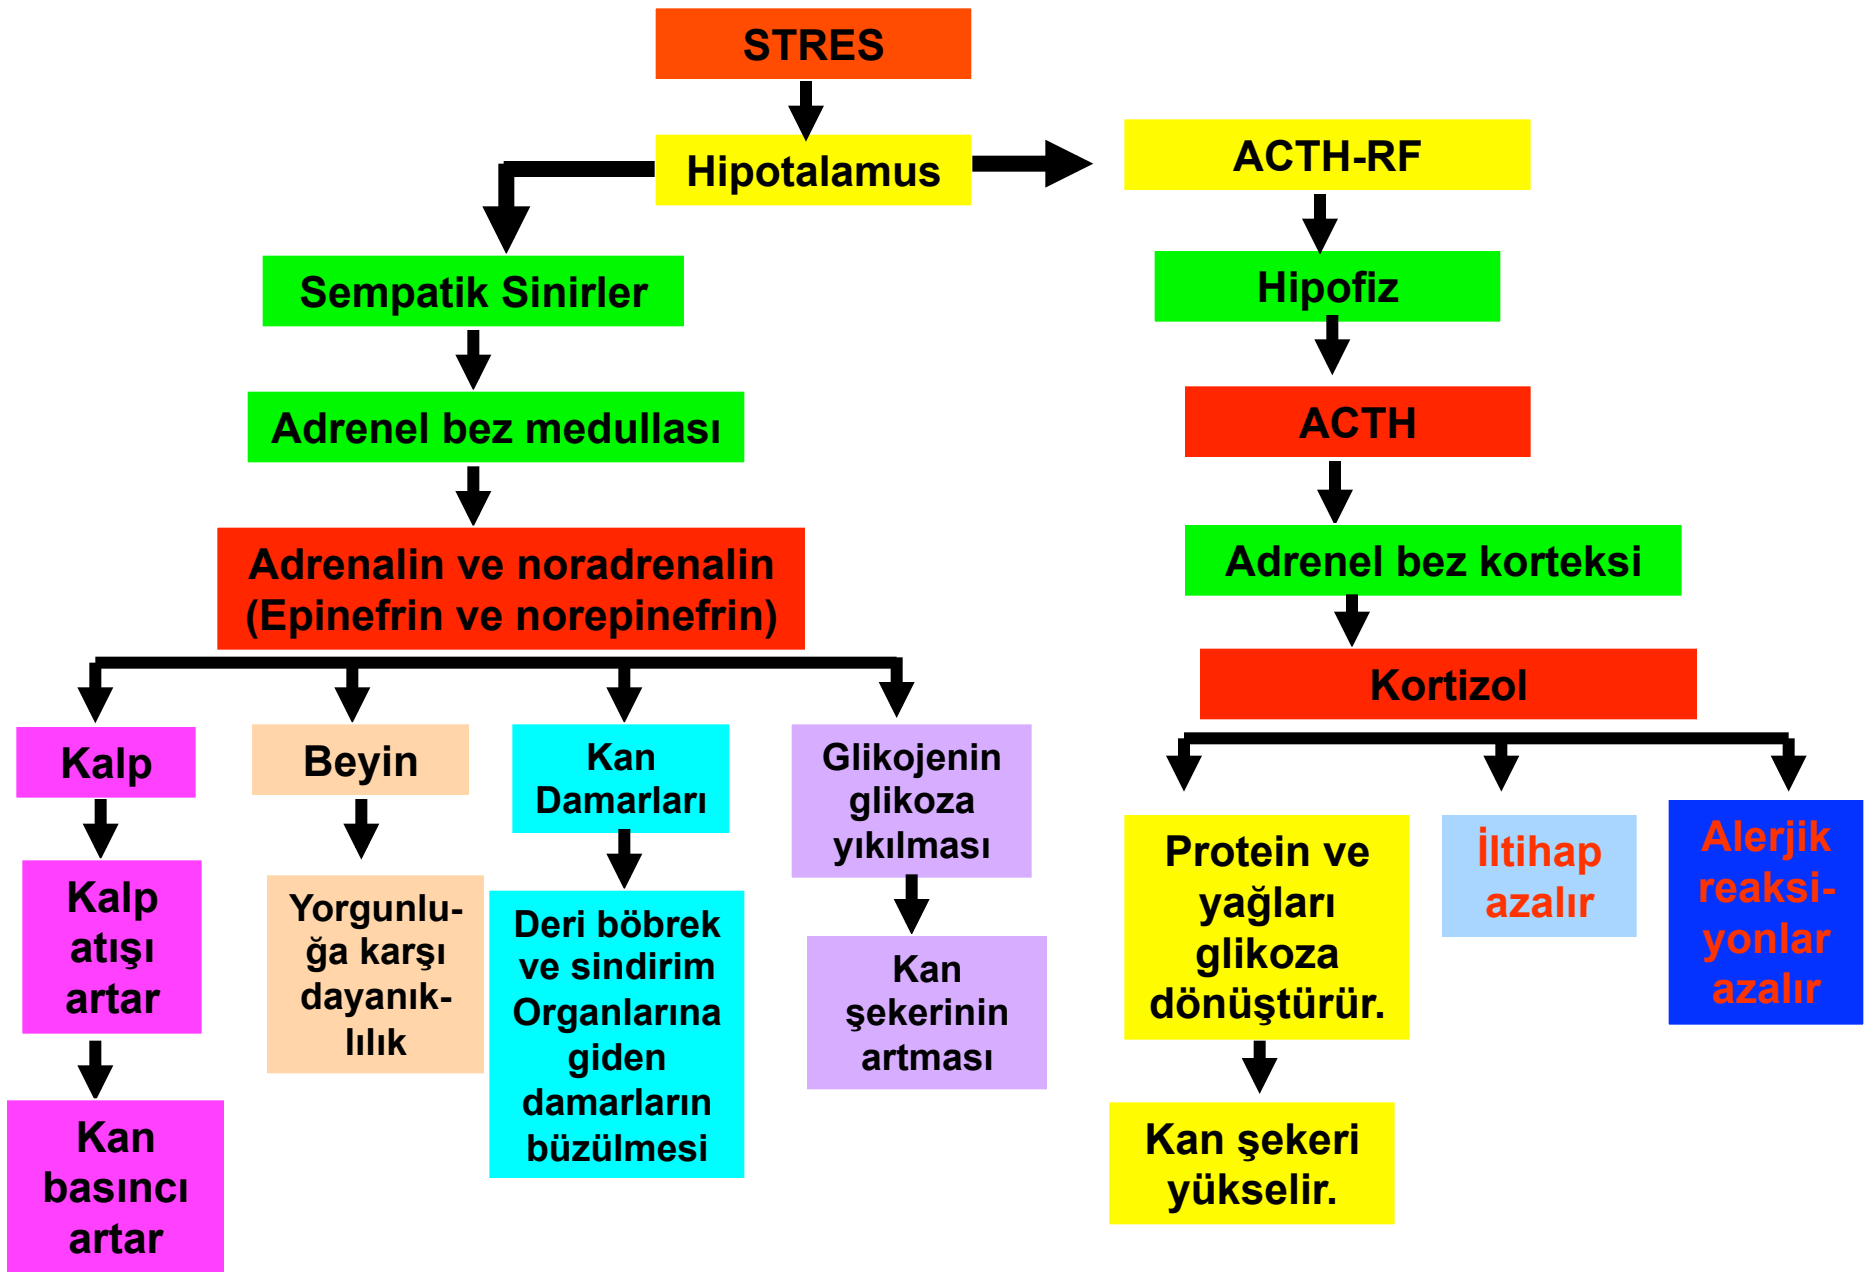 STRES
Hipotalamus
ACTH-RF
Sempatik Sinirler
Hipofiz
Adrenel bez medullası
ACTH
Adrenalin ve noradrenalin
(Epinefrin ve norepinefrin)
Adrenel bez korteksi
Kortizol
Kalp
Beyin
Kan
Damarları
Glikojenin
glikoza
yıkılması
Kalp
atışı
artar
Yorgunlu-
ğa karşı
dayanık-
lılık
Deri böbrek
ve sindirim
Organlarına
giden
damarların
büzülmesi
Kan
şekerinin
artması
Protein ve
yağları
glikoza
dönüştürür.
İltihap
azalır
Alerjik
reaksi-
yonlar
azalır
Kan
basıncı
artar
Kan şekeri
yükselir.